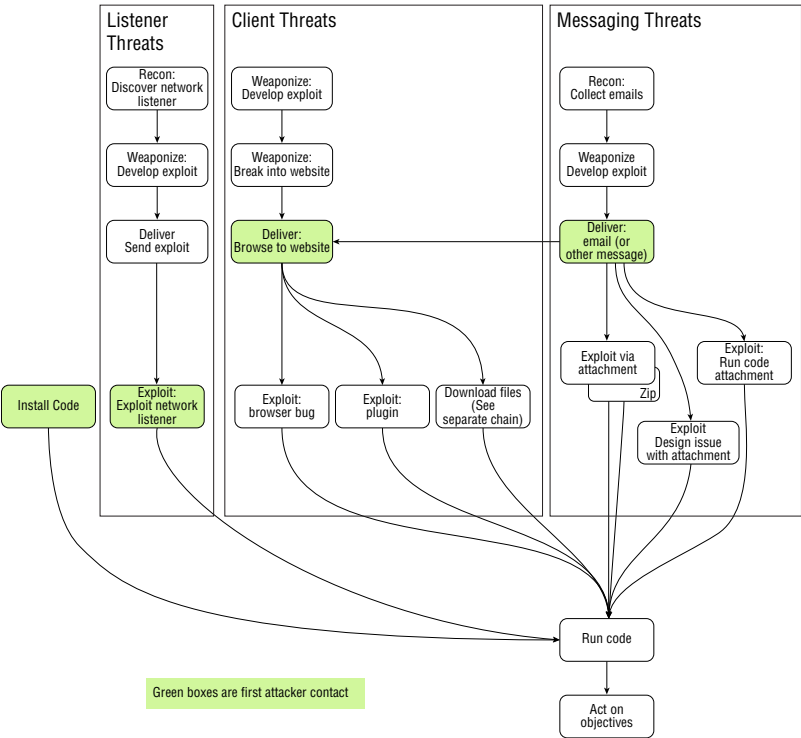 Listener
Threats
Recon:
Discover network
listener
Weaponize:
Develop exploit
Deliver
Send exploit
Exploit:
Exploit network
listener
Install Code
Client Threats
Weaponize:
Develop exploit
Weaponize:
Break into website
Deliver:
Browse to website
Exploit:
browser bug
Exploit:
plugin
Download files
(See
separate chain)
Messaging Threats
Recon:
Collect emails
Weaponize
Develop exploit
Deliver:
email (or
other message)
Exploit via
attachment
Zip
Exploit
Design issue
with attachment
Exploit:
Run code
attachment
Run code
Act on
objectives
Green boxes are first attacker contact